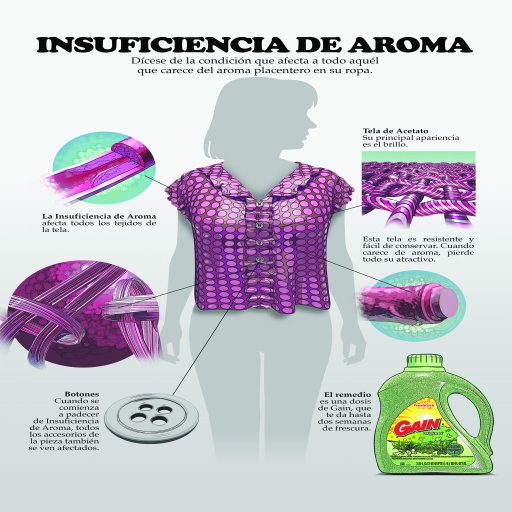 INSUFICIENCIA DE AROMA
Dícese de la condición que afecta a todo aquél
que carece del aroma placentero en su ropa.
Tela de Acetato
Su principal apariencia
es el brillo.
La Insuficiencia de Aroma
afecta todos los tejidos de
la tela.
Esta tela es resistente y
fácil de conservar. Cuando
carece de aroma, pierde
todo su atractivo.
Botones
Cuando se
comienza
a padecer
de Insuficiencia
de Aroma, todos
los accesorios de
la pieza también
se ven afectados.
El remedio
es una dosis
de Gain, que
te da hasta
dos semanas
de frescura.
GAIN